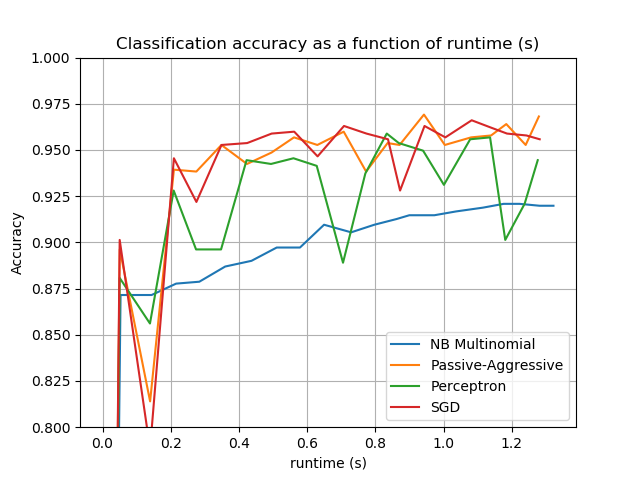 Classification accuracy as a function of runtime (s)
1.000
0.975
0.950
0.925
0.900
0.875
0.850
0.825
0.800
Accuracy
NB Multinomial
Passive-Aggressive
Perceptron
SGD
0.0 0.2 0.4 0.6 0.8 1.0 1.2
runtime (s)